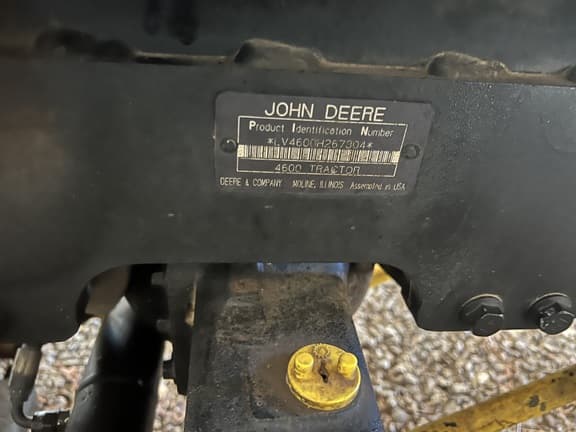 JOHN DEERE
Product Identification Number
*LV4600H267304*
4600 TRACTOR
DEERE & COMPANY MOLINE, ILLINOIS Assembled in USA